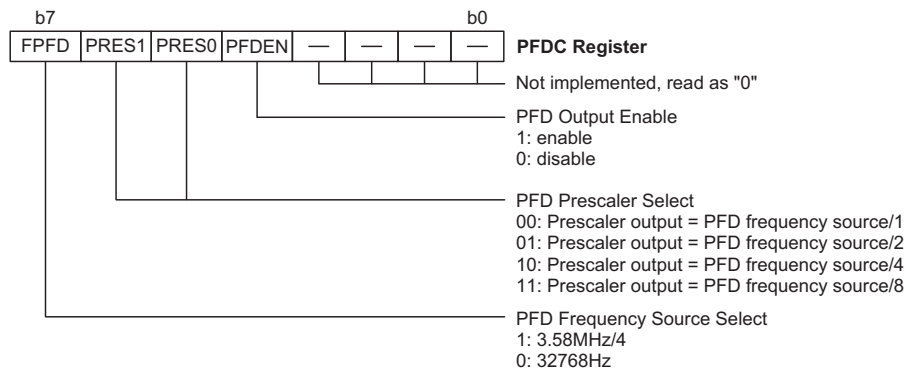 b7 b0
FPFD PRES1 PRES0 PFDEN — — — — PFDC Register
Not implemented, read as "0"
PFD Output Enable
1: enable
0: disable
PFD Prescaler Select
00: Prescaler output = PFD frequency source/1
01: Prescaler output = PFD frequency source/2
10: Prescaler output = PFD frequency source/4
11: Prescaler output = PFD frequency source/8
PFD Frequency Source Select
1: 3.58MHz/4
0: 32768Hz